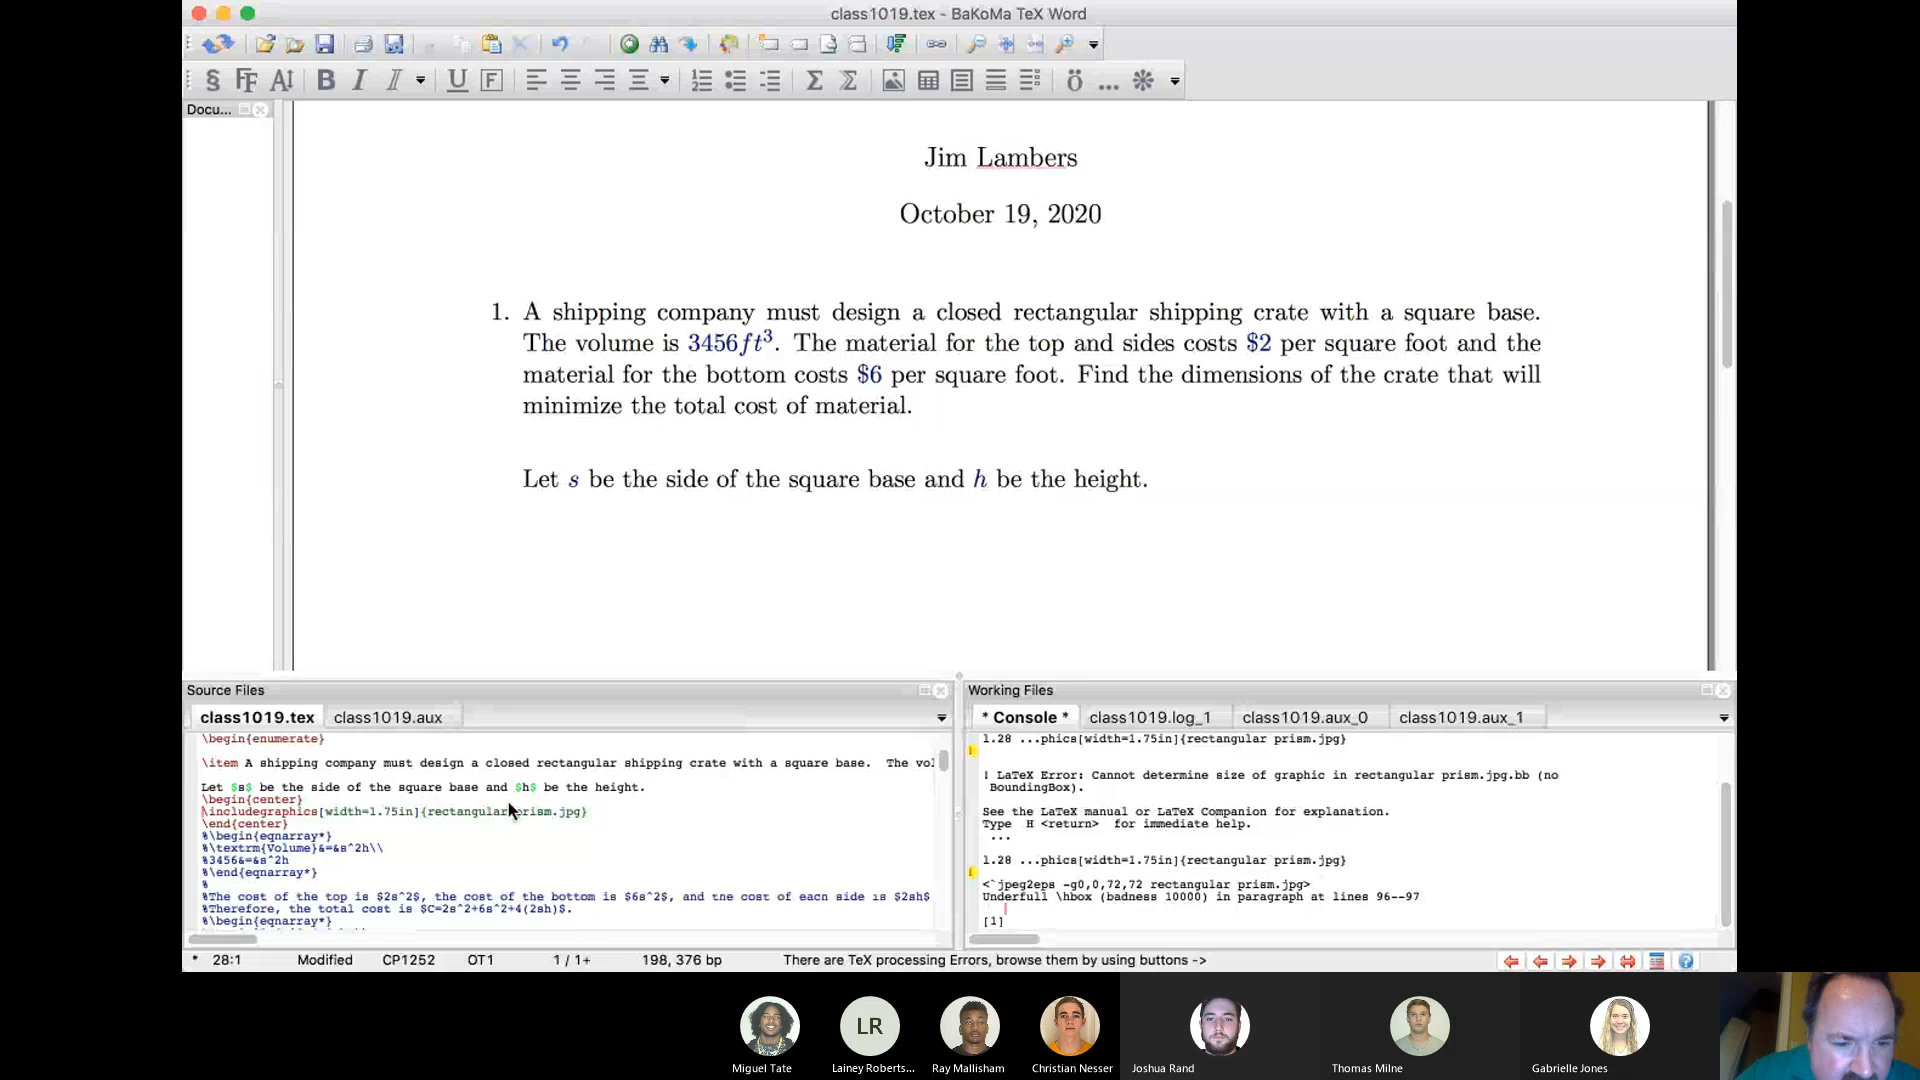 class1019.tex - BaKoMa TeX Word
Docu...
Jim Lambers
October 19, 2020
1. A shipping company must design a closed rectangular shipping crate with a square base.
The volume is 3456ft³. The material for the top and sides costs $2 per square foot and the
material for the bottom costs $6 per square foot. Find the dimensions of the crate that will
minimize the total cost of material.
Let s be the side of the square base and h be the height.
Source Files
class1019.tex class1019.aux
\begin{enumerate}
\item A shipping company must design a closed rectangular shipping crate with a square base. The vol
Let $s$ be the side of the square base and $h$ be the height.
\begin{center}
\includegraphics[width=1.75in]{rectangular prism.jpg}
\end{center}
%\begin{eqnarray*}
%\textrm{Volume}&=&s^2h\\
%3456&=&s^2h
%\end{eqnarray*}
%
%The cost of the top is $2s^2$, the cost of the bottom is $6s^2$, and the cost of each side is $2sh$
%Therefore, the total cost is $C=2s^2+6s^2+4(2sh)$.
%\begin{eqnarray*}
Working Files
* Console * class1019.log_1 class1019.aux_0 class1019.aux_1
l.28 ...phics[width=1.75in]{rectangular prism.jpg}
! LaTeX Error: Cannot determine size of graphic in rectangular prism.jpg.bb (no
BoundingBox).
See the LaTeX manual or LaTeX Companion for explanation.
Type H <return> for immediate help.
...
l.28 ...phics[width=1.75in]{rectangular prism.jpg}
<`jpeg2eps -g0,0,72,72 rectangular prism.jpg>
Underfull \hbox (badness 10000) in paragraph at lines 96--97
[1]
* 28:1 Modified CP1252 OT1 1 / 1+ 198, 376 bp There are TeX processing Errors, browse them by using buttons ->
LR
Miguel Tate Lainey Roberts... Ray Mallisham Christian Nesser Joshua Rand Thomas Milne Gabrielle Jones